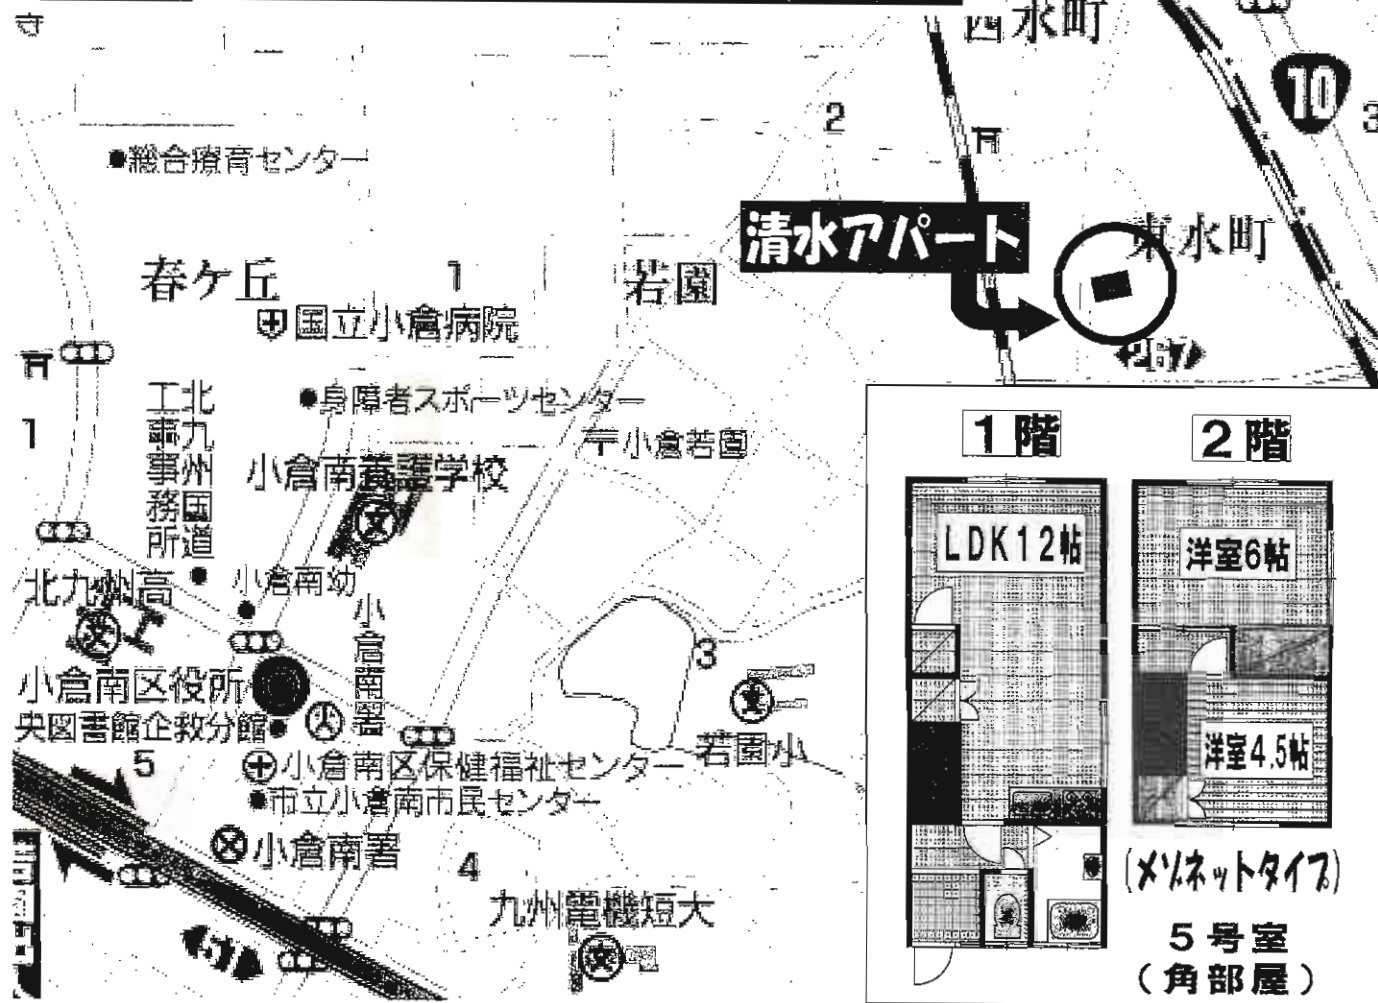 寺
西水町
10
3
2
総合療育センター
清水アパート
東水町
春ケ丘
1
若園
国立小倉病院
1
北九州国道
工事事務所
身障者スポーツセンター
小倉若園
小倉南養護学校
北九州高
小倉南幼
小倉南署
3
小倉南区役所
央図書館企救分館
若園小
5
小倉南区保健福祉センター
市立小倉南市民センター
小倉南署
4
九州電機短大
1階
2階
LDK12帖
洋室6帖
洋室4.5帖
(メゾネットタイプ)
5号室
(角部屋)